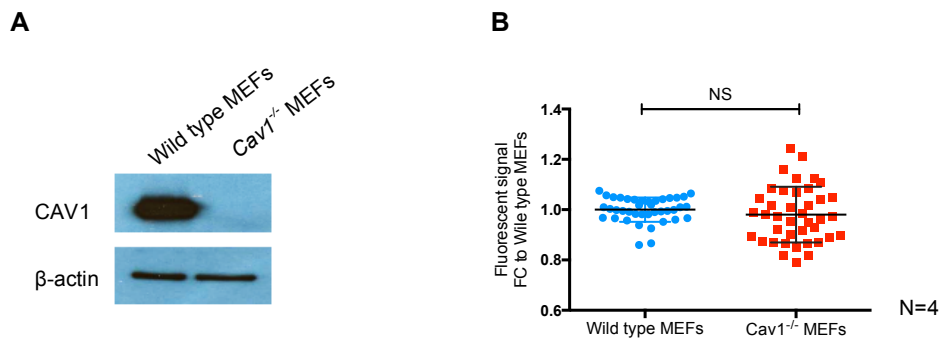 A
Wild type MEFs
Cav1-/- MEFs
CAV1
β-actin
B
NS
Fluorescent signal
FC to Wilde type MEFs
1.4
1.2
1.0
0.8
0.6
Wild type MEFs
Cav1-/- MEFs
N=4